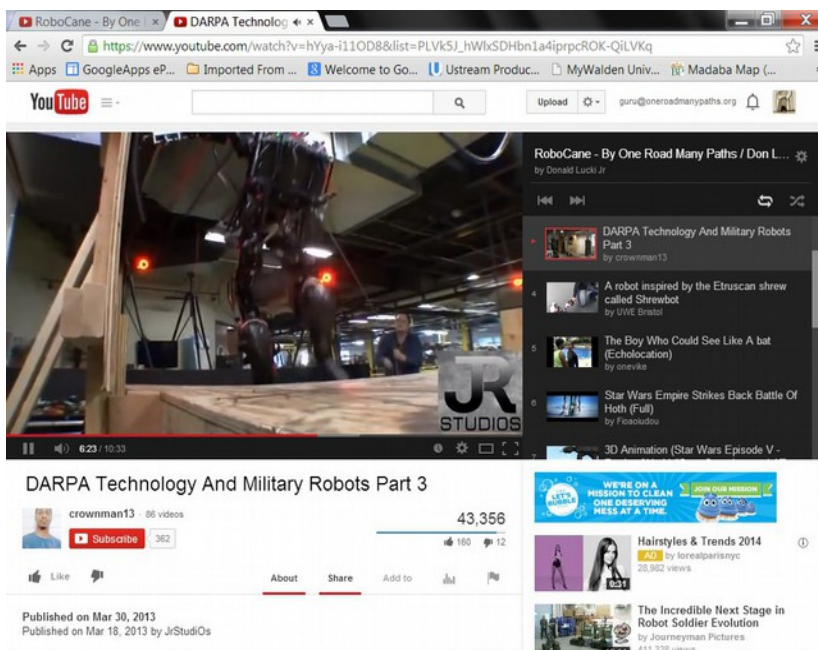 RoboCane - By One
DARPA Technolog
https://www.youtube.com/watch?v=hYya-i11OD8&list=PLVk5J_hWlxSDHbn1a4iprpcROK-QiLVKq
Apps GoogleApps eP... Imported From ... Welcome to Go... Ustream Produc... MyWalden Univ... Madaba Map (...
YouTube
Upload
guru@oneroadmanypaths.org
RoboCane - By One Road Many Paths / Don L...
by Donald Lucki Jr
DARPA Technology And Military Robots
Part 3
by crownman13
4
A robot inspired by the Etruscan shrew
called Shrewbot
by UWE Bristol
5
The Boy Who Could See Like A bat
(Echolocation)
by onevike
6
Star Wars Empire Strikes Back Battle Of
Hoth (Full)
by Fioaoiudou
7
3D Animation (Star Wars Episode V -
JR
STUDIOS
6:23 / 10:33
DARPA Technology And Military Robots Part 3
crownman13 · 86 videos
Subscribe 362
43,356
160 12
Like
About Share Add to
Published on Mar 30, 2013
Published on Mar 18, 2013 by JrStudiOs
LET'S
BUBBLE
WE'RE ON A
MISSION TO CLEAN
ONE DESERVING
MESS AT A TIME.
JOIN OUR MISSION
Hairstyles & Trends 2014
AD by lorealparisnyc
28,982 views
0:31
The Incredible Next Stage in
Robot Soldier Evolution
by Journeyman Pictures
411,328 views